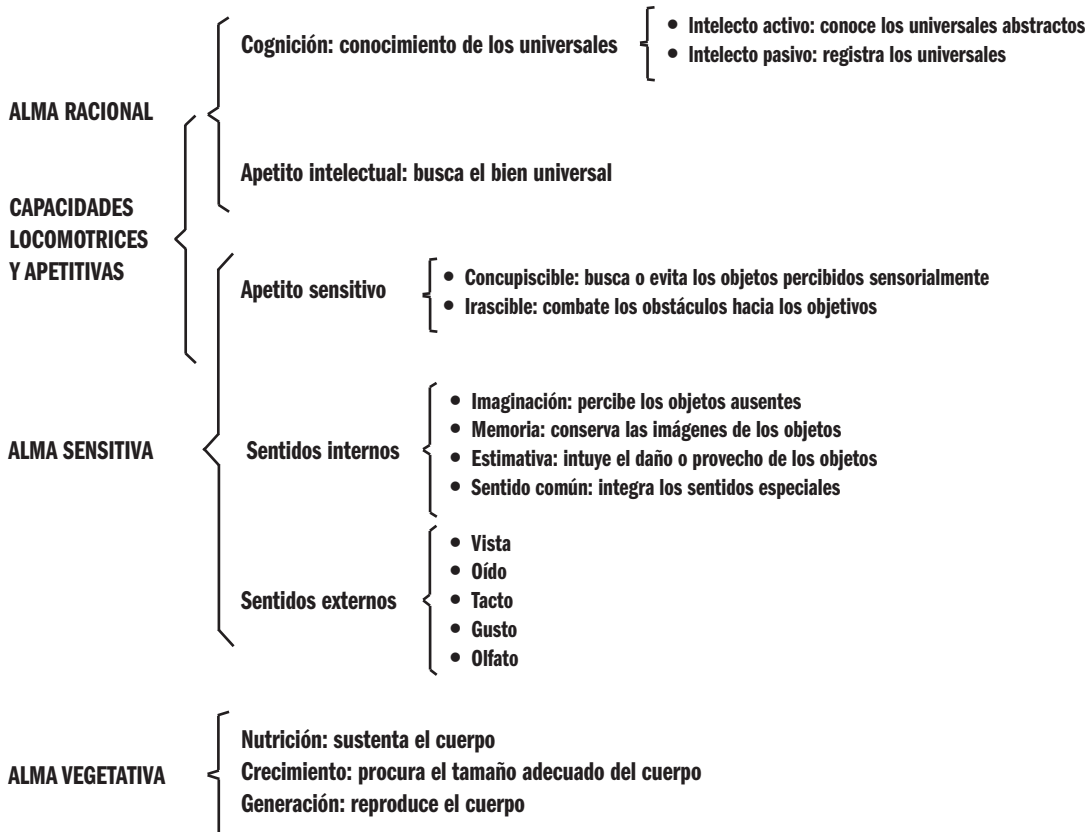 Cognición: conocimiento de los universales
• Intelecto activo: conoce los universales abstractos
• Intelecto pasivo: registra los universales
ALMA RACIONAL
Apetito intelectual: busca el bien universal
CAPACIDADES
LOCOMOTRICES
Y APETITIVAS
Apetito sensitivo
• Concupiscible: busca o evita los objetos percibidos sensorialmente
• Irascible: combate los obstáculos hacia los objetivos
ALMA SENSITIVA
Sentidos internos
• Imaginación: percibe los objetos ausentes
• Memoria: conserva las imágenes de los objetos
• Estimativa: intuye el daño o provecho de los objetos
• Sentido común: integra los sentidos especiales
Sentidos externos
• Vista
• Oído
• Tacto
• Gusto
• Olfato
ALMA VEGETATIVA
Nutrición: sustenta el cuerpo
Crecimiento: procura el tamaño adecuado del cuerpo
Generación: reproduce el cuerpo